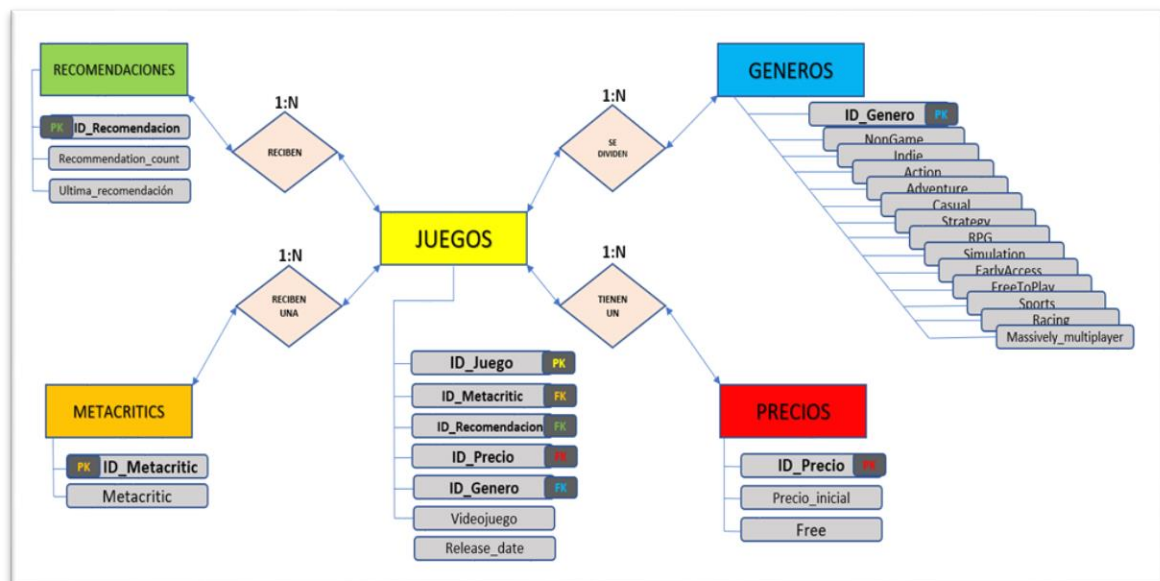 RECOMENDACIONES
PK ID_Recomendacion
Recommendation_count
Ultima_recomendación
1:N
RECIBEN
GENEROS
ID_Genero PK
NonGame
Indie
Action
Adventure
Casual
Strategy
RPG
Simulation
EarlyAccess
FreeToPlay
Sports
Racing
Massively_multiplayer
1:N
SE
DIVIDEN
JUEGOS
ID_Juego PK
ID_Metacritic FK
ID_Recomendacion FK
ID_Precio FK
ID_Genero FK
Videojuego
Release_date
1:N
RECIBEN
UNA
METACRITICS
PK ID_Metacritic
Metacritic
1:N
TIENEN
UN
PRECIOS
ID_Precio PK
Precio_inicial
Free